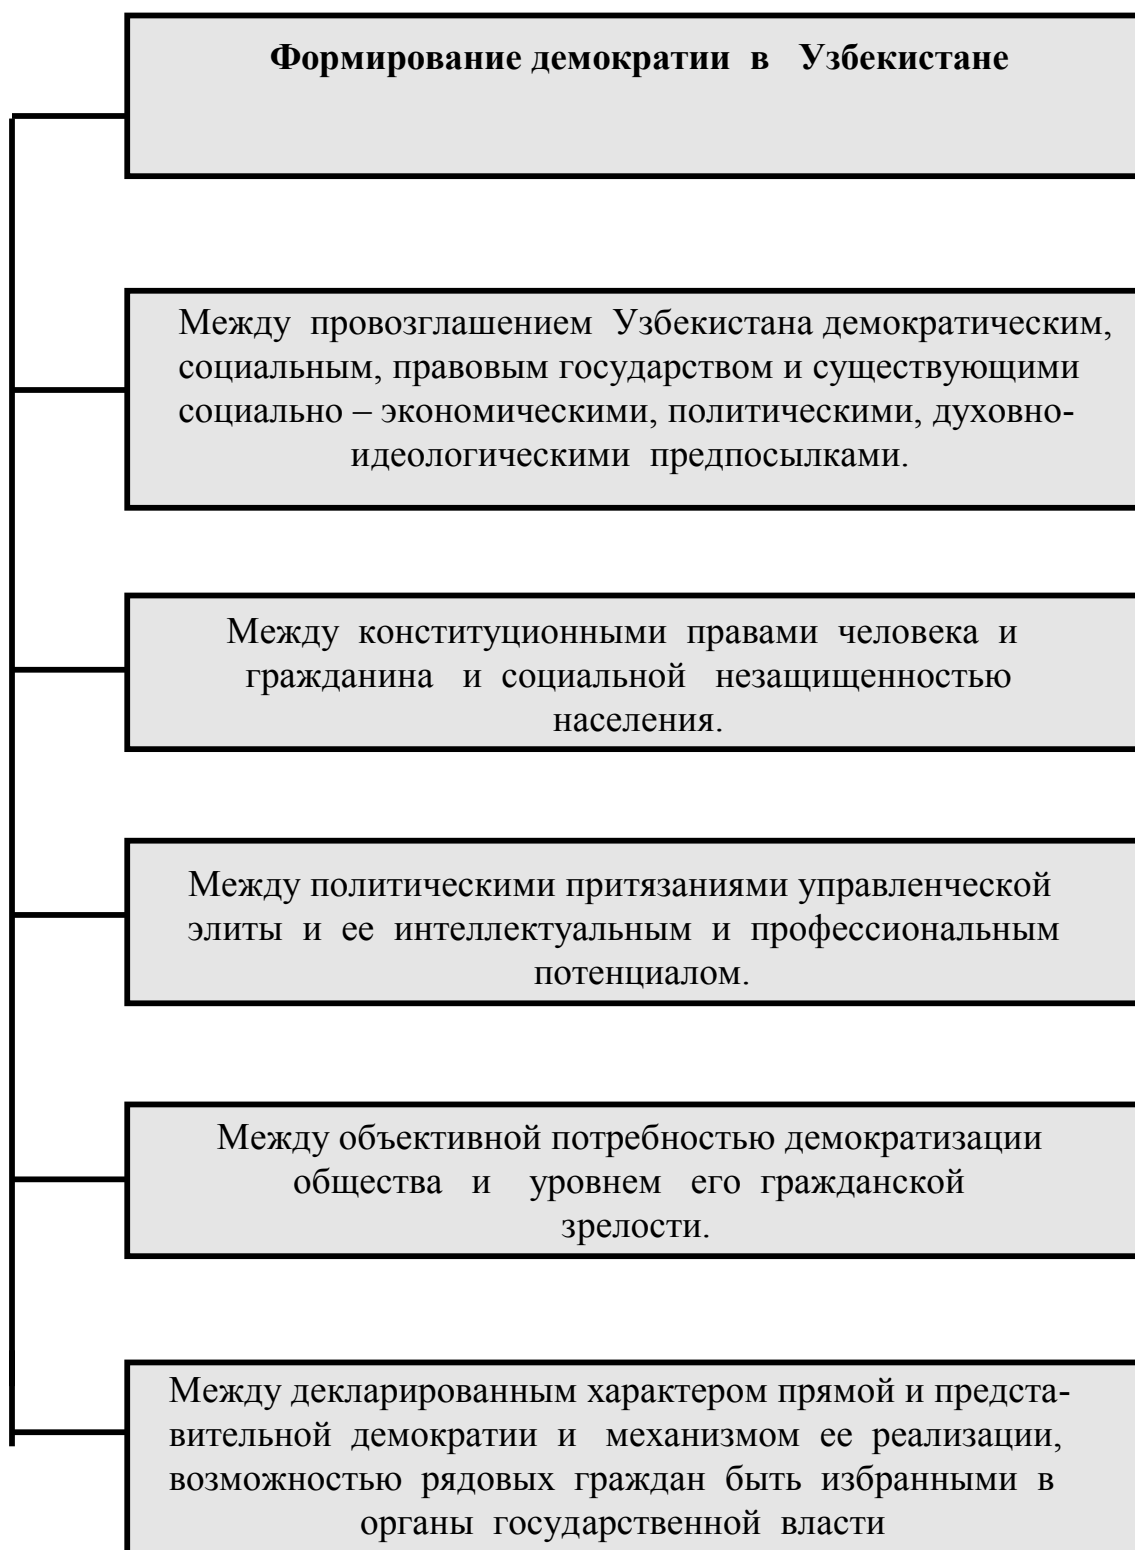 Формирование демократии в Узбекистане
Между провозглашением Узбекистана демократическим,
социальным, правовым государством и существующими
социально – экономическими, политическими, духовно-
идеологическими предпосылками.
Между конституционными правами человека и
гражданина и социальной незащищенностью
населения.
Между политическими притязаниями управленческой
элиты и ее интеллектуальным и профессиональным
потенциалом.
Между объективной потребностью демократизации
общества и уровнем его гражданской
зрелости.
Между декларированным характером прямой и предста-
вительной демократии и механизмом ее реализации,
возможностью рядовых граждан быть избранными в
органы государственной власти